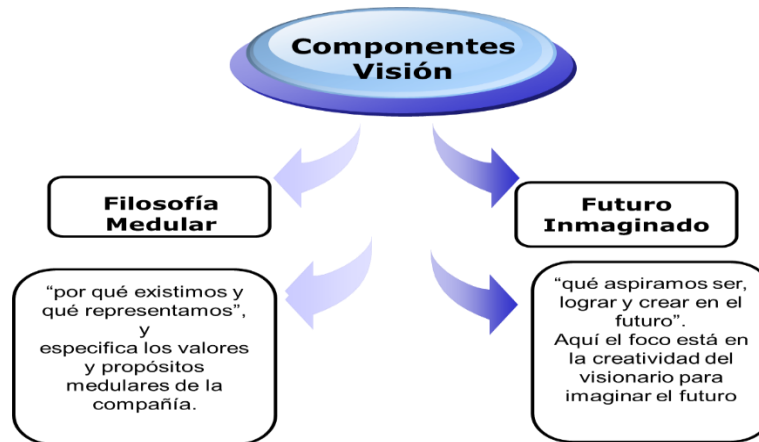 Componentes
Visión
Filosofía
Medular
Futuro
Inmaginado
“por qué existimos y
qué representamos”,
y
especifica los valores
y propósitos
medulares de la
compañía.
“qué aspiramos ser,
lograr y crear en el
futuro”.
Aquí el foco está en
la creatividad del
visionario para
imaginar el futuro